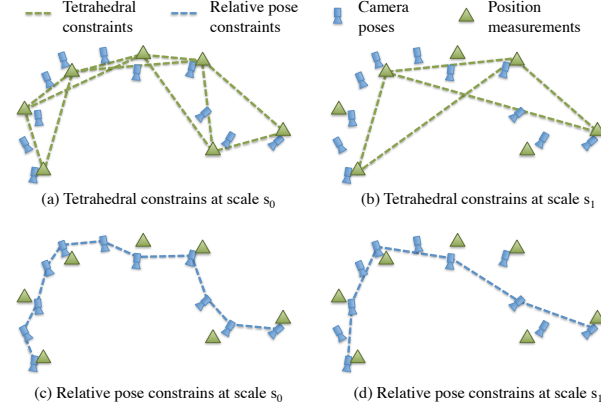 Tetrahedral constraints
Relative pose constraints
Camera poses
Position measurements
(a) Tetrahedral constrains at scale s0
(b) Tetrahedral constrains at scale s1
(c) Relative pose constrains at scale s0
(d) Relative pose constrains at scale s1